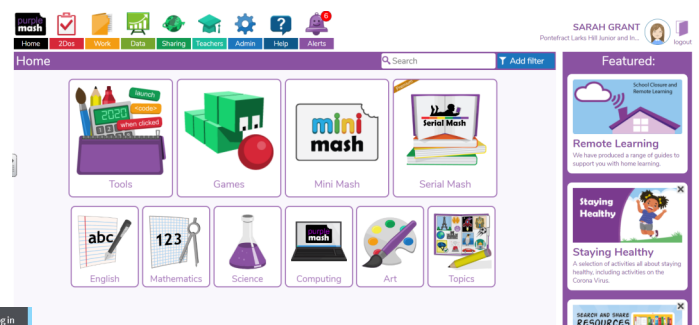 purple
mash
Home
2Dos
Work
Data
Sharing
Teachers
Admin
Help
Alerts
6
SARAH GRANT
Pontefract Larks Hill Junior and In...
logout
Home
Search
Add filter
Featured:
2020
launch
<code>
when clicked
Tools
Games
mini
mash
Mini Mash
Serial Mash
Serial Mash
abc
English
123
Mathematics
Science
purple
mash
Computing
Art
Topics
School Closure and
Remote Learning
Remote Learning
We have produced a range of guides to
support you with home learning.
Staying
Healthy
Staying Healthy
A selection of activities all about staying
healthy, including activities on the
Corona Virus.
SEARCH AND SHARE
RESOURCES
g in